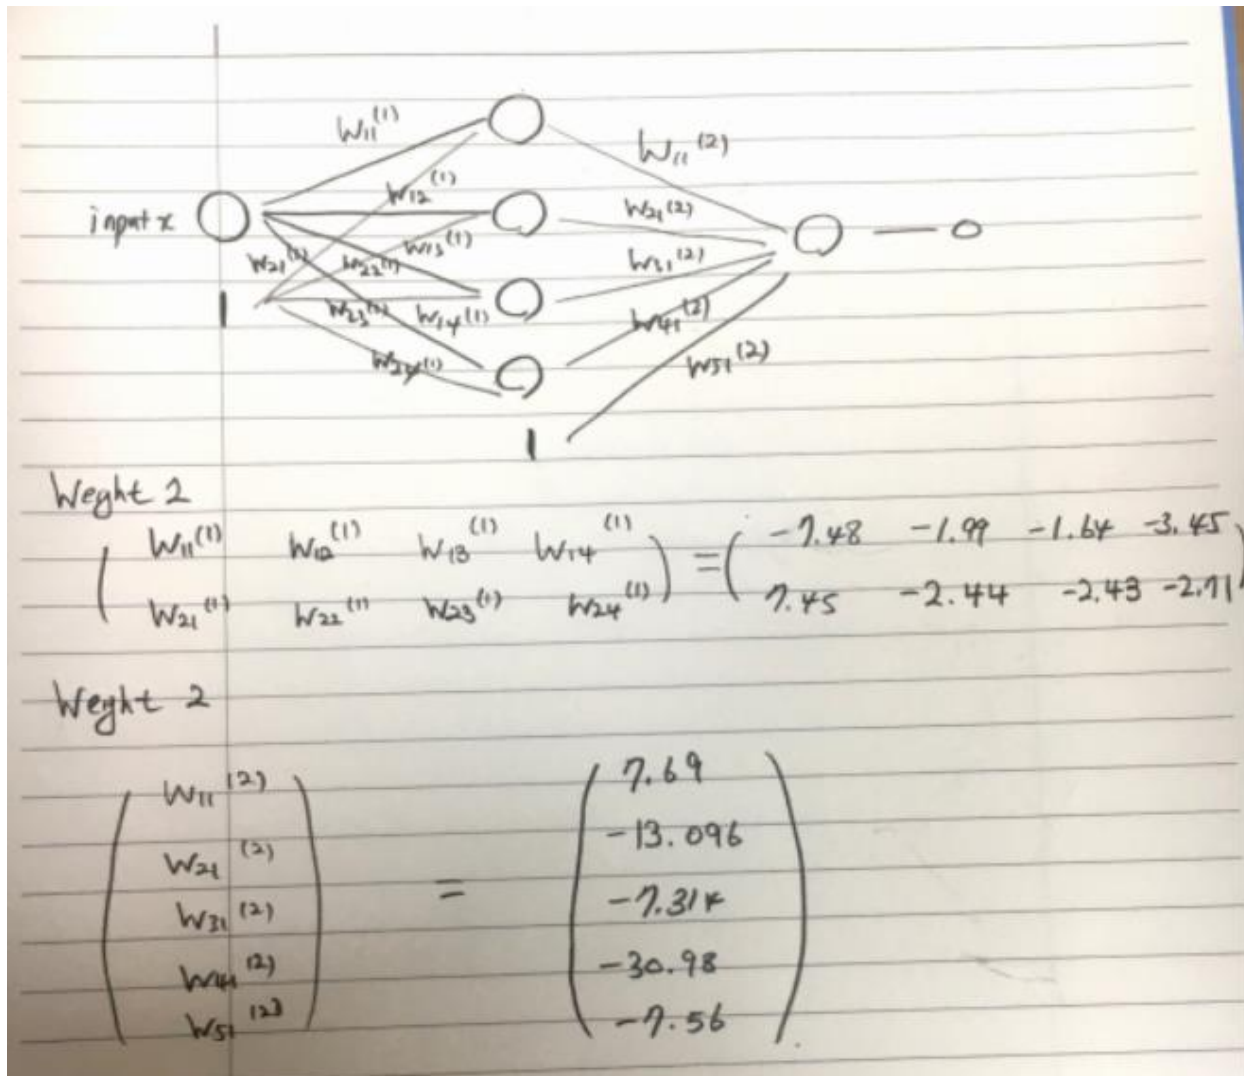 W11(1)
W11(2)
W12(1)
input x
W21(2)
W13(1)
W21(1)
W22(1)
W31(2)
W23(1)
W14(1)
W41(2)
W24(1)
W51(2)
1
1
Weght 2
( W11(1) W12(1) W13(1) W14(1) ) = ( -7.48 -1.99 -1.64 -3.45 )
W21(1) W22(1) W23(1) W24(1) 7.45 -2.44 -2.43 -2.71
Weght 2
W11(2) 7.69
W21(2) -13.096
W31(2) = -7.314
W41(2) -30.98
W51(2) -7.56